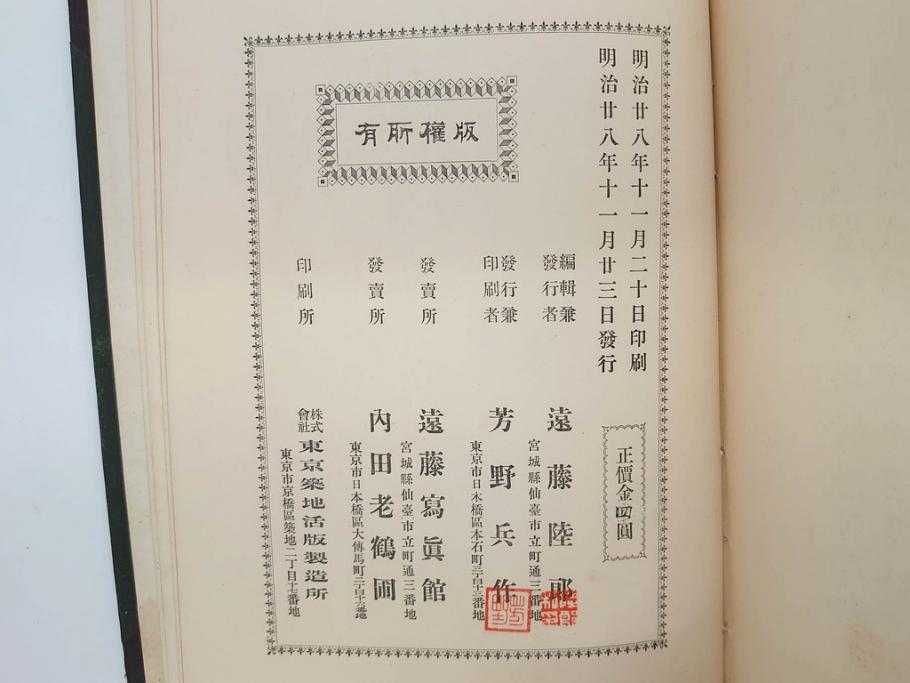 明治廿八年十一月二十日印刷
明治廿八年十一月廿三日發行
正價金四圓
版權所有
編輯兼
發行者
遠藤陸郎
宮城縣仙臺市立町通三番地
發行兼
印刷者
芳野兵作
東京市日本橋區本石町三丁目十三番地
發賣所
遠藤寫眞館
宮城縣仙臺市立町通三番地
發賣所
內田老鶴圃
東京市日本橋區大傳馬町二丁目十六番地
印刷所
株式
會社
東京築地活版製造所
東京市京橋區築地二丁目十七番地